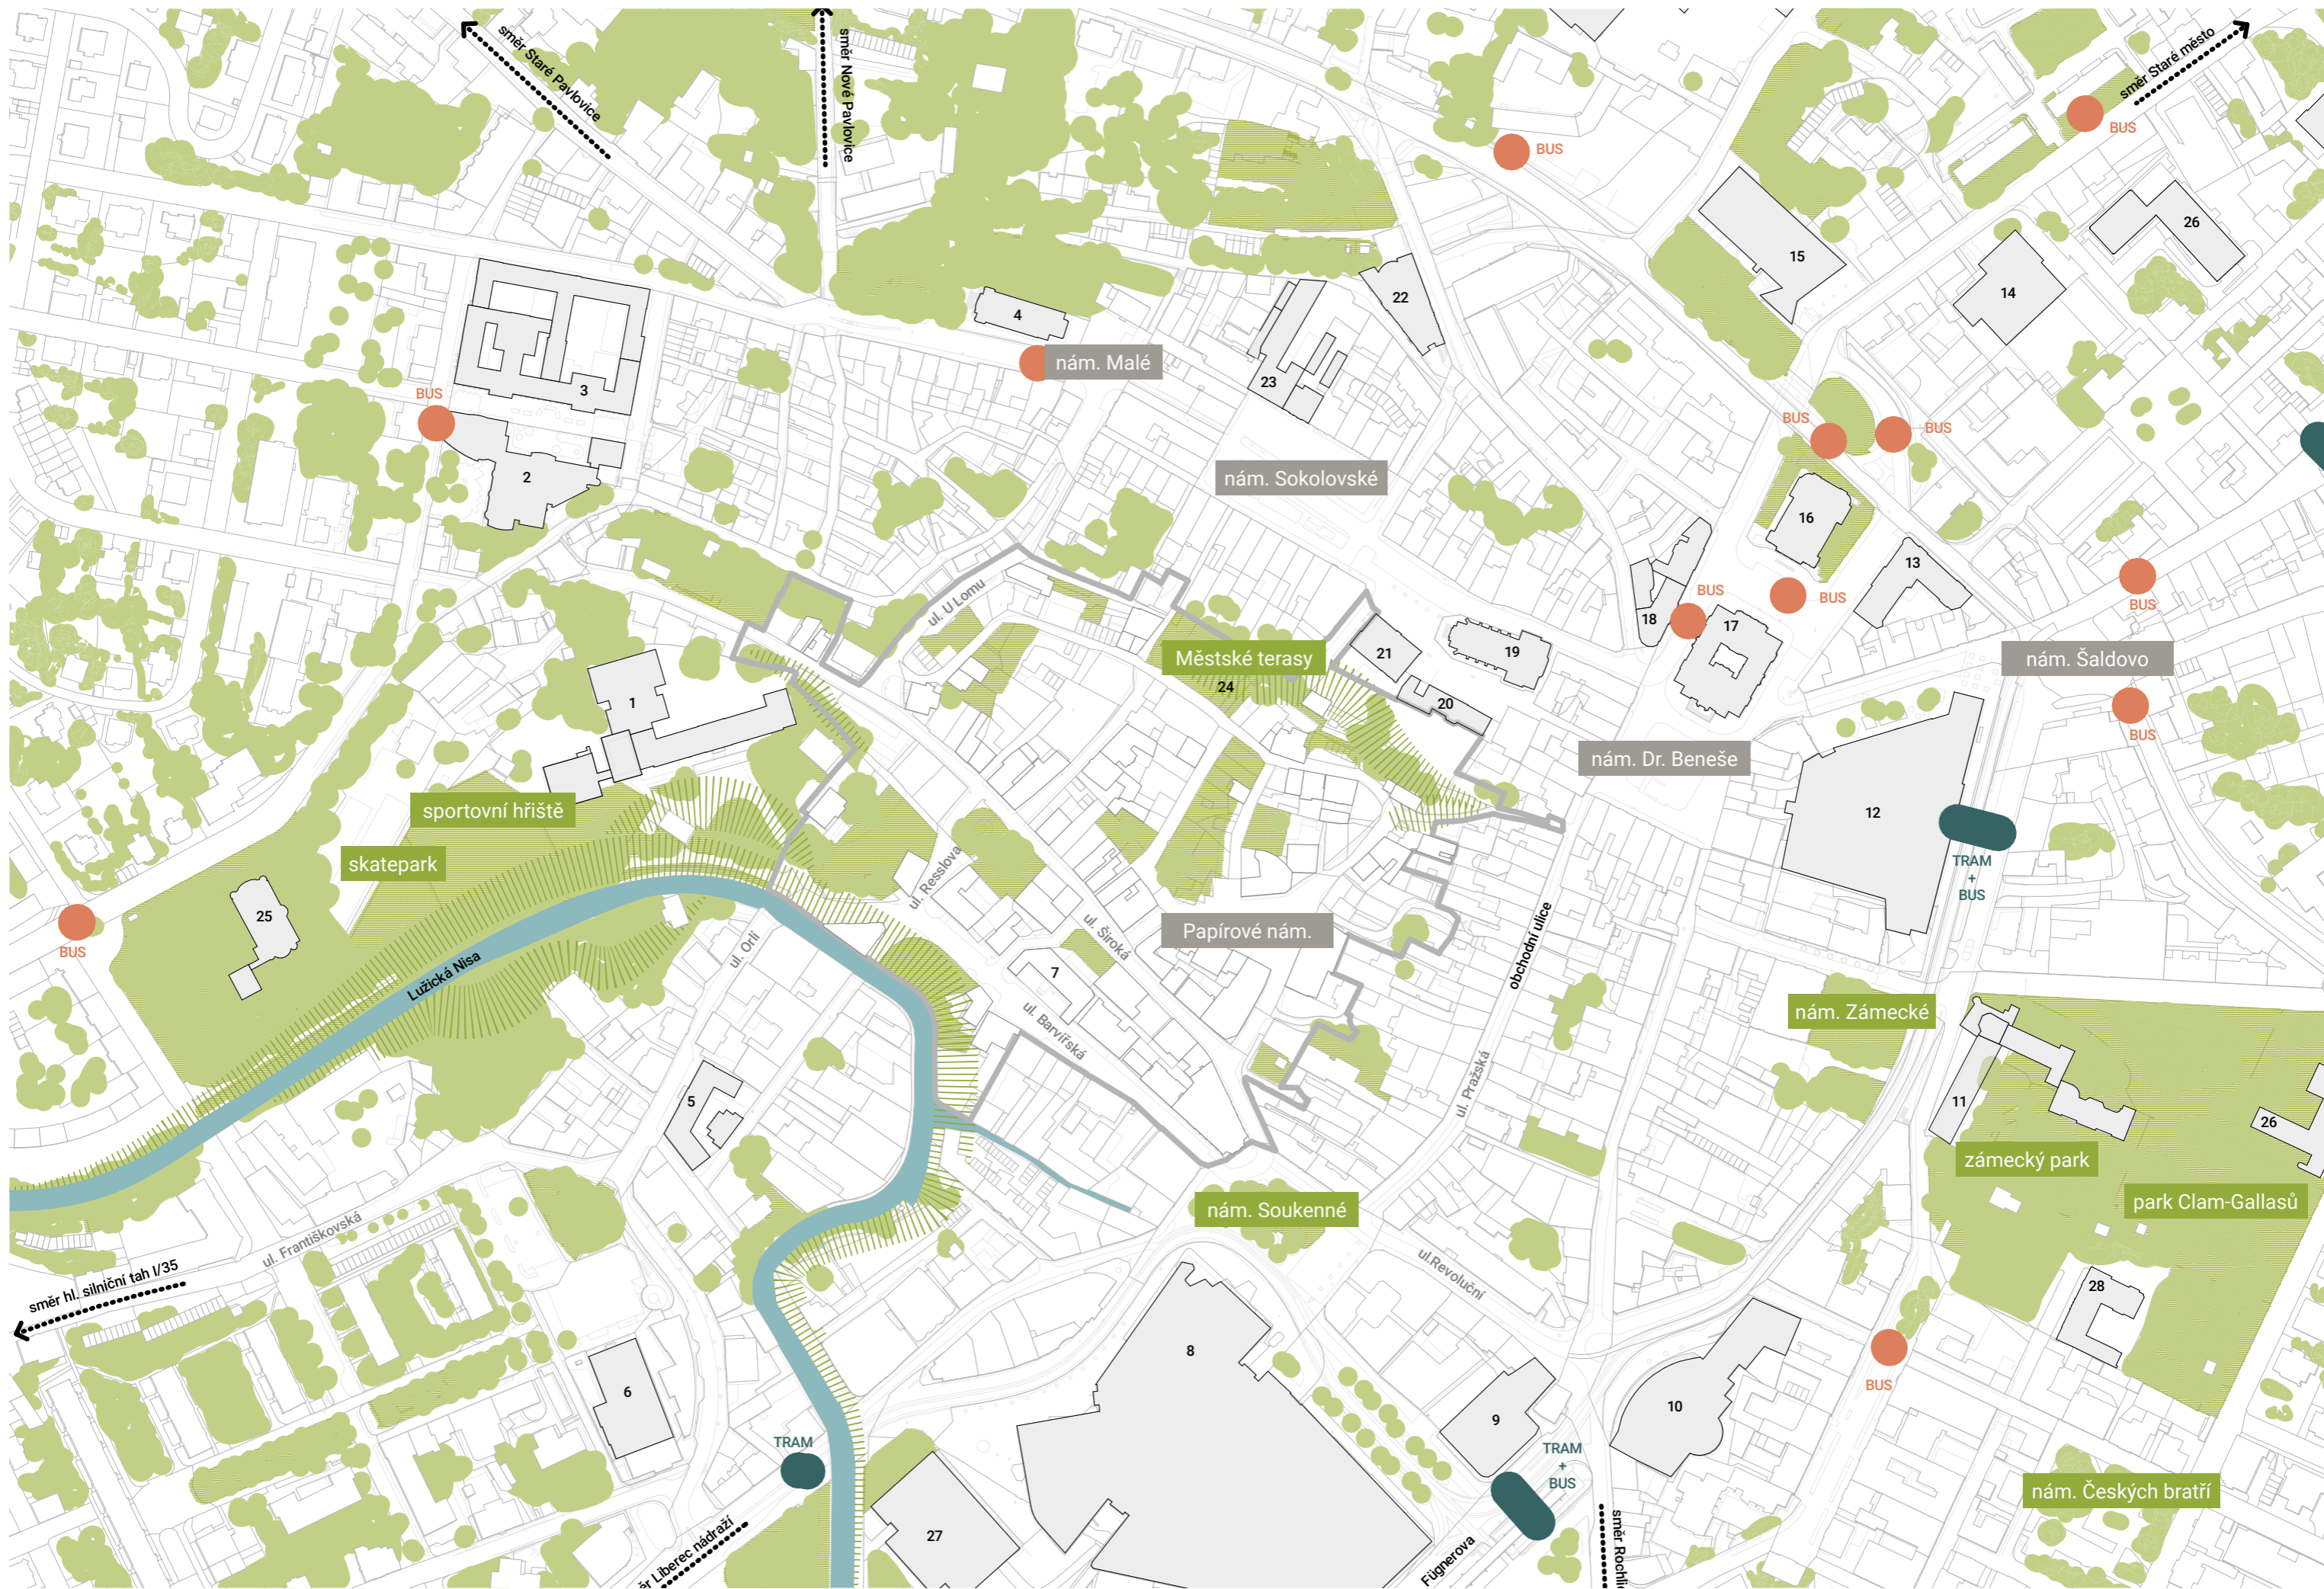 směr Staré Pavlovice
směr Nové Pavlovice
směr Staré město
BUS
BUS
26
15
14
22
4
nám. Malé
23
3
BUS
BUS
BUS
2
nám. Sokolovské
16
13
BUS
BUS
BUS
ul. U Lomu
18
17
19
21
Městské terasy
24
20
nám. Šaldovo
BUS
1
nám. Dr. Beneše
sportovní hřiště
12
skatepark
TRAM
+
BUS
ul. Resslova
25
ul. Široká
Papírové nám.
obchodní ulice
BUS
ul. Orlí
Lužická Nisa
7
ul. Barvířská
nám. Zámecké
ul. Pražská
5
11
26
zámecký park
park Clam-Gallasů
nám. Soukenné
ul. Františkovská
ul.Revoluční
směr hl. silniční tah I/35
28
8
BUS
6
9
10
TRAM
TRAM
+
BUS
nám. Českých bratří
27
ěr Liberec nádraží
Fügnerova
směr Rochli